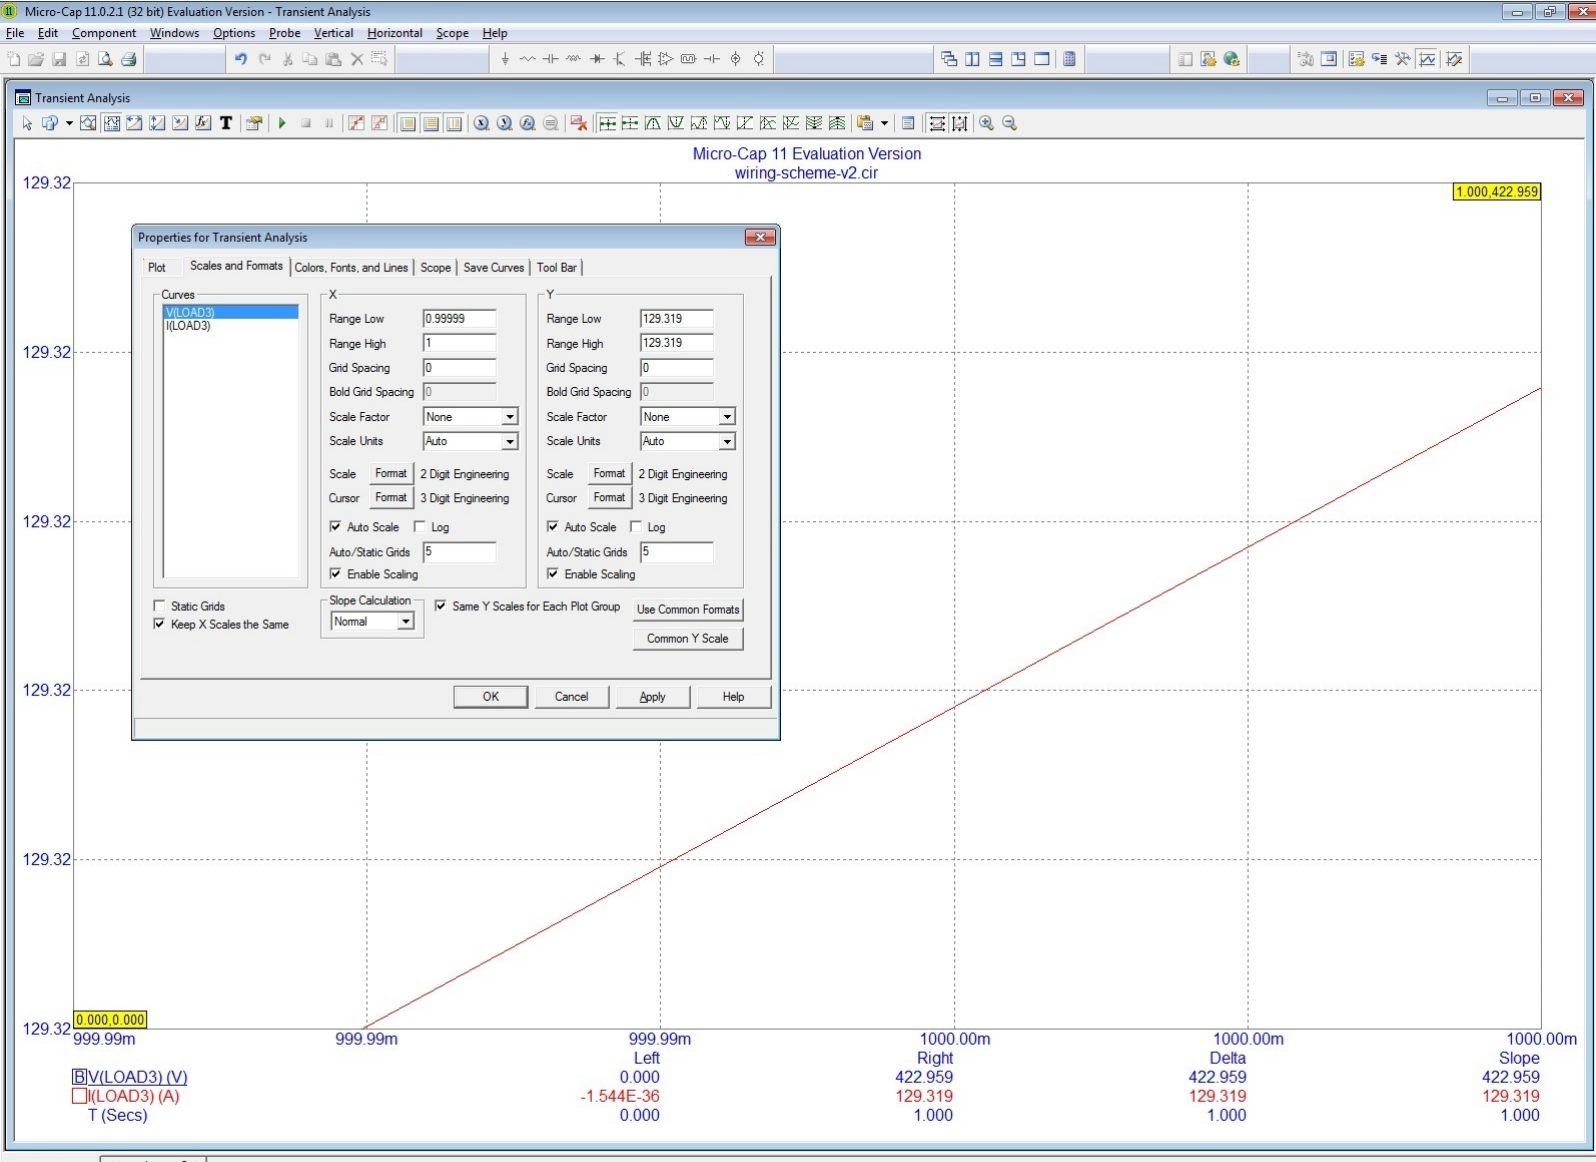 Micro-Cap 11.0.2.1 (32 bit) Evaluation Version - Transient Analysis
File Edit Component Windows Options Probe Vertical Horizontal Scope Help
Transient Analysis
T
Micro-Cap 11 Evaluation Version
wiring-scheme-v2.cir
129.32
1.000,422.959
Properties for Transient Analysis
Plot Scales and Formats Colors, Fonts, and Lines Scope Save Curves Tool Bar
Curves
V(LOAD3)
I(LOAD3)
X
Range Low 0.99999
Range High 1
Grid Spacing 0
Bold Grid Spacing 0
Scale Factor None
Scale Units Auto
Scale Format 2 Digit Engineering
Cursor Format 3 Digit Engineering
Auto Scale Log
Auto/Static Grids 5
Enable Scaling
Y
Range Low 129.319
Range High 129.319
Grid Spacing 0
Bold Grid Spacing 0
Scale Factor None
Scale Units Auto
Scale Format 2 Digit Engineering
Cursor Format 3 Digit Engineering
Auto Scale Log
Auto/Static Grids 5
Enable Scaling
Static Grids
Keep X Scales the Same
Slope Calculation
Normal
Same Y Scales for Each Plot Group
Use Common Formats
Common Y Scale
OK Cancel Apply Help
129.32
129.32
129.32
129.32
129.32
0.000,0.000
999.99m 999.99m 999.99m 1000.00m 1000.00m 1000.00m
Left Right Delta Slope
B V(LOAD3) (V) 0.000 422.959 422.959 422.959
I(LOAD3) (A) -1.544E-36 129.319 129.319 129.319
T (Secs) 0.000 1.000 1.000 1.000